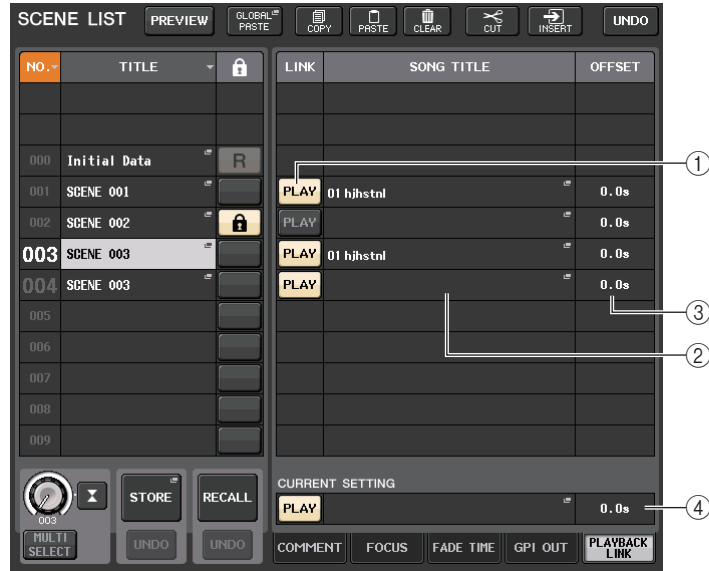 SCENE LIST PREVIEW GLOBAL PASTE COPY PASTE CLEAR CUT INSERT UNDO
NO. TITLE LINK SONG TITLE OFFSET
000 Initial Data R
001 SCENE 001 PLAY 01 hjhstnl 0.0s
002 SCENE 002 PLAY 0.0s
003 SCENE 003 PLAY 01 hjhstnl 0.0s
004 SCENE 003 PLAY 0.0s
005
006
007
008
009
① 
③
②
④
003
MULTI SELECT
STORE RECALL
UNDO UNDO
CURRENT SETTING
PLAY 0.0s
COMMENT FOCUS FADE TIME GPI OUT PLAYBACK LINK